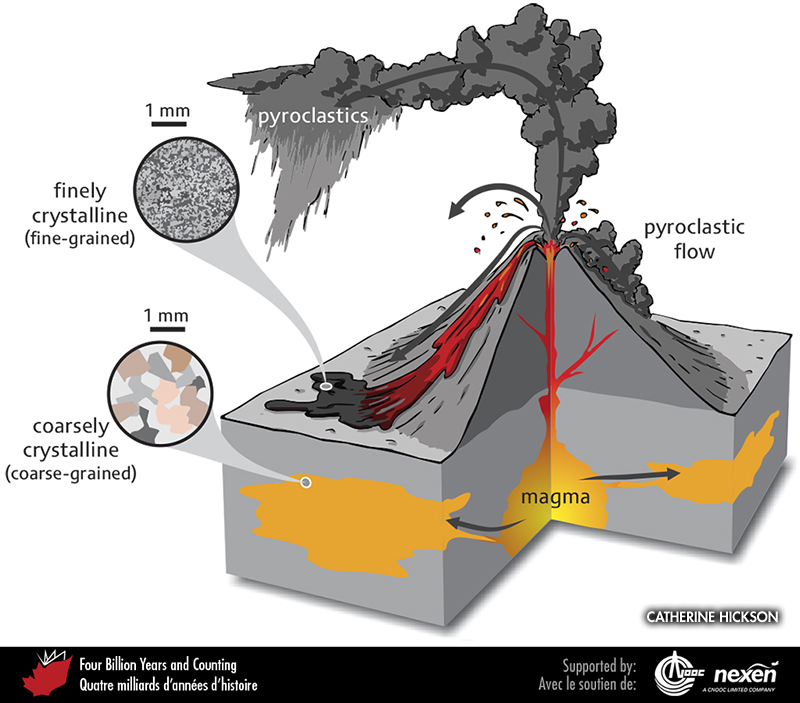 1 mm
pyroclastics
finely
crystalline
(fine-grained)
pyroclastic
flow
1 mm
coarsely
crystalline
(coarse-grained)
magma
CATHERINE HICKSON
Four Billion Years and Counting
Quatre milliards d'années d'histoire
Supported by:
Avec le soutien de:
CNOOC
nexen
A CNOOC LIMITED COMPANY